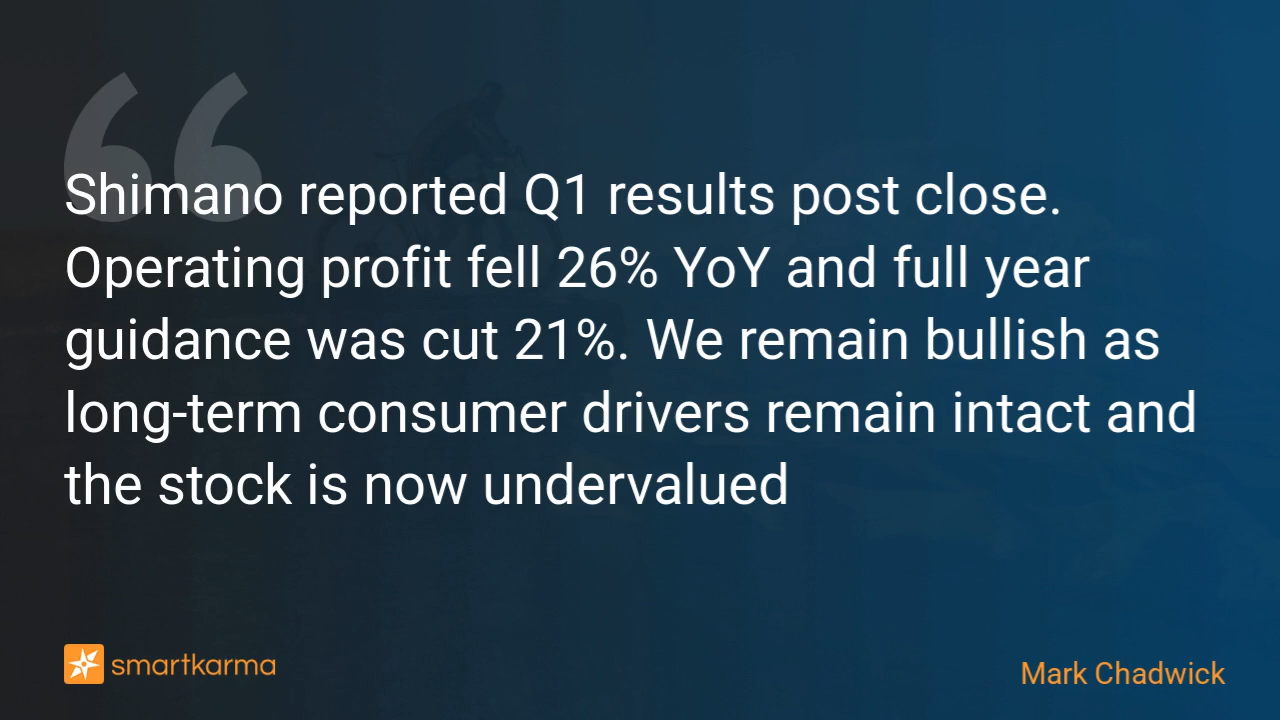 Shimano reported Q1 results post close.
Operating profit fell 26% YoY and full year
guidance was cut 21%. We remain bullish as
long-term consumer drivers remain intact and
the stock is now undervalued
smartkarma
Mark Chadwick